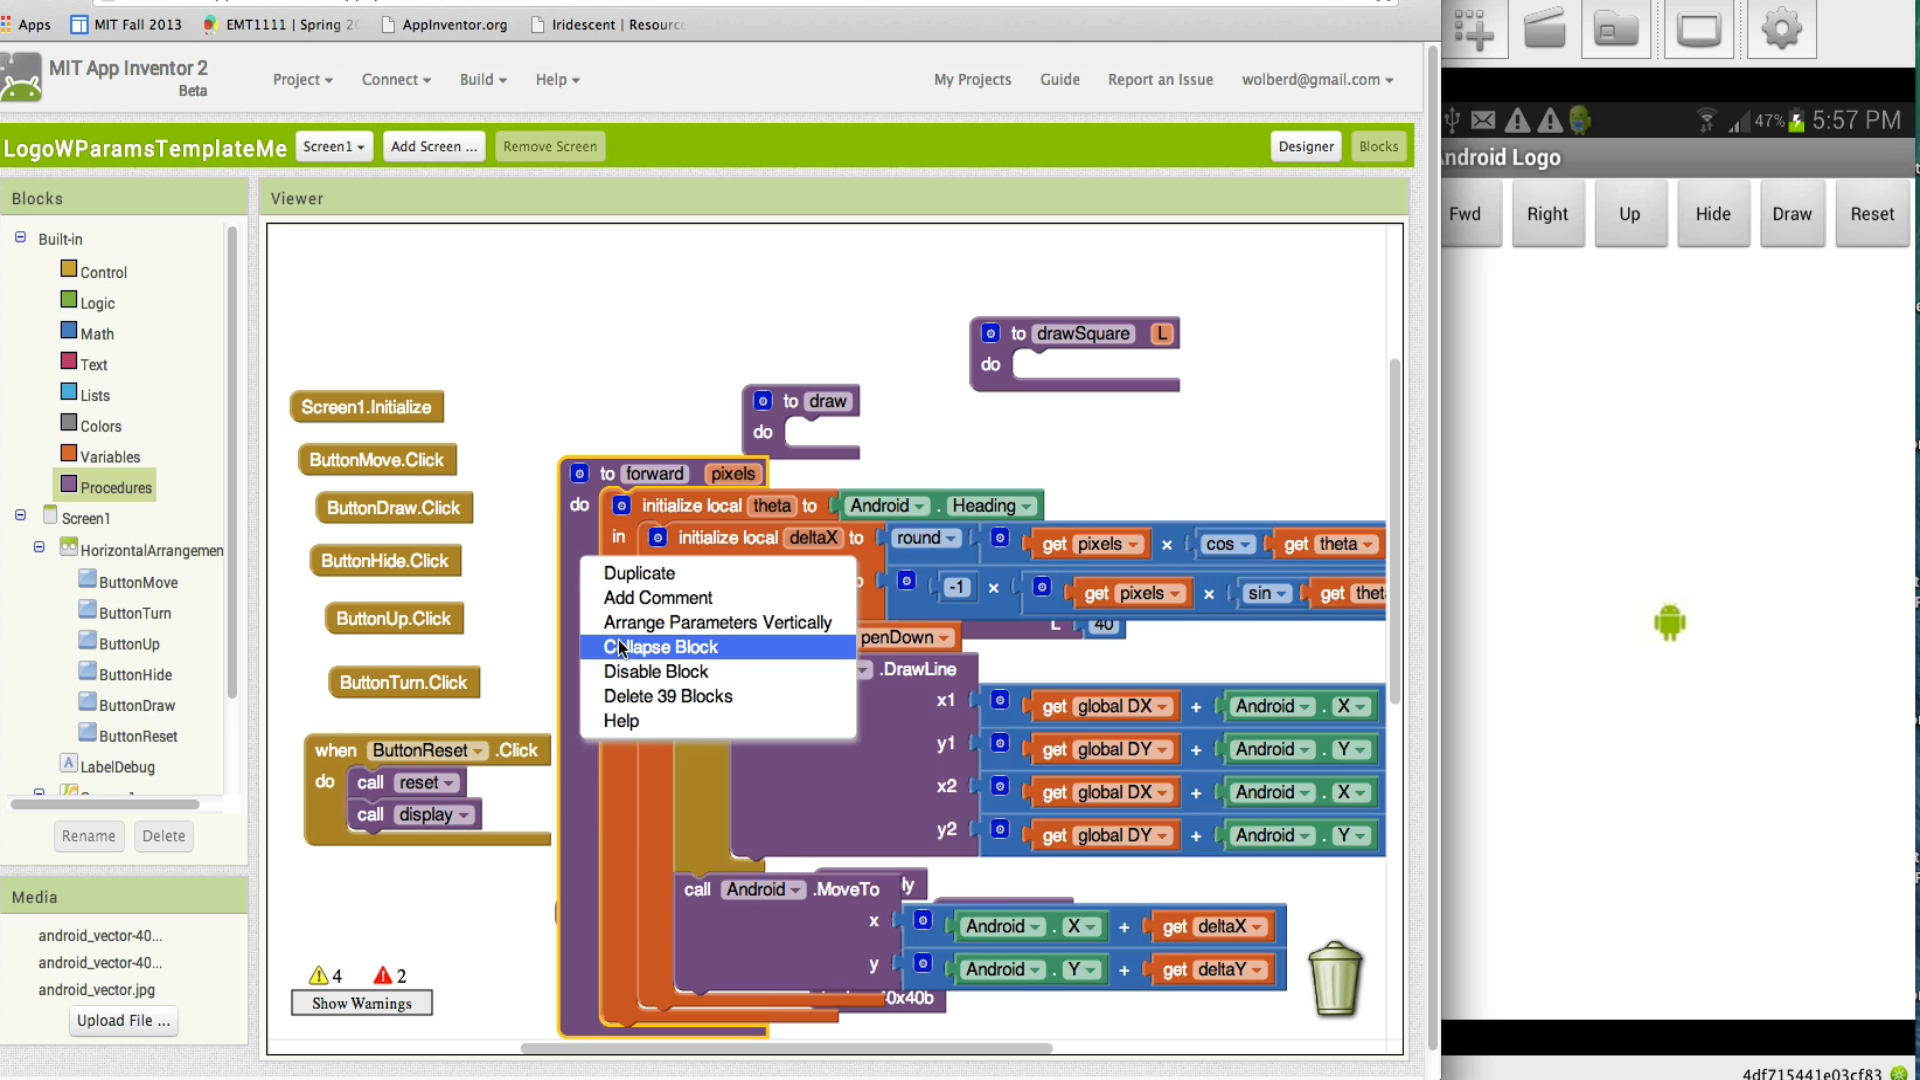 Apps MIT Fall 2013 EMT1111 | Spring 20 AppInventor.org Iridescent | Resource
MIT App Inventor 2
Beta
Project Connect Build Help My Projects Guide Report an Issue wolberd@gmail.com
LogoWParamsTemplateMe Screen1 Add Screen ... Remove Screen Designer Blocks
Blocks
Built-in
Control
Logic
Math
Text
Lists
Colors
Variables
Procedures
Screen1
HorizontalArrangemen
ButtonMove
ButtonTurn
ButtonUp
ButtonHide
ButtonDraw
ButtonReset
LabelDebug
Rename Delete
Media
android_vector-40...
android_vector-40...
android_vector.jpg
Upload File ...
Viewer
to drawSquare L
do
to draw
do
Screen1.Initialize
ButtonMove.Click
ButtonDraw.Click
ButtonHide.Click
ButtonUp.Click
ButtonTurn.Click
when ButtonReset .Click
do call reset
call display
to forward pixels
do initialize local theta to Android . Heading
in initialize local deltaX to round get pixels × cos get theta
-1 × get pixels × sin get thet
Duplicate
Add Comment
Arrange Parameters Vertically
Collapse Block
Disable Block
Delete 39 Blocks
Help
L 40
penDown
.DrawLine
x1 get global DX + Android . X
y1 get global DY + Android . Y
x2 get global DX + Android . X
y2 get global DY + Android . Y
call Android .MoveTo ly
x Android . X + get deltaX
y Android . Y + get deltaY
0x40b
4 2
Show Warnings
47% 5:57 PM
Android Logo
Fwd Right Up Hide Draw Reset
4df715441e03cf83